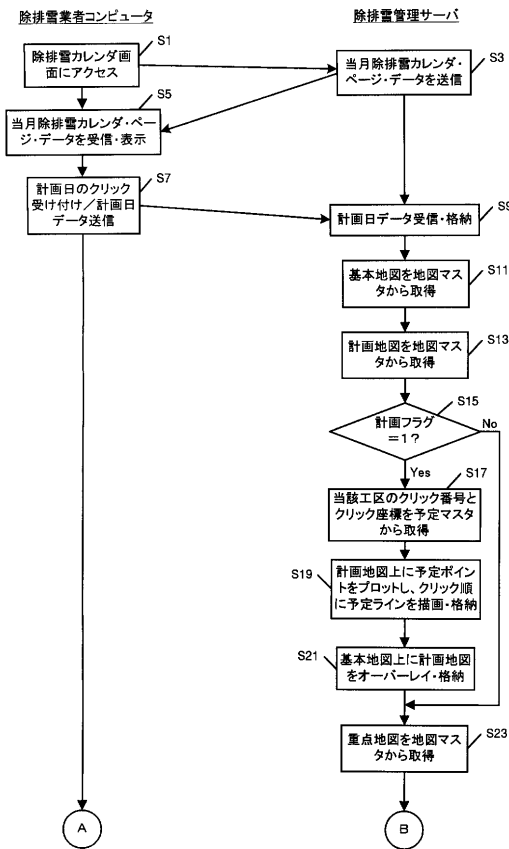 除排雪業者コンピュータ
除排雪管理サーバ
S1
除排雪カレンダ画
面にアクセス
S3
当月除排雪カレンダ・
ページ・データを送信
S5
当月除排雪カレンダ・ペー
ジ・データを受信・表示
S7
計画日のクリック
受け付け/計画日
データ送信
S9
計画日データ受信・格納
S11
基本地図を地図マス
タから取得
S13
計画地図を地図マス
タから取得
S15
計画フラグ
=1?
No
Yes
S17
当該工区のクリック番号と
クリック座標を予定マスタ
から取得
S19
計画地図上に予定ポイン
トをプロットし、クリック順
に予定ラインを描画・格納
S21
基本地図上に計画地図
をオーバーレイ・格納
S23
重点地図を地図マス
タから取得
A
B